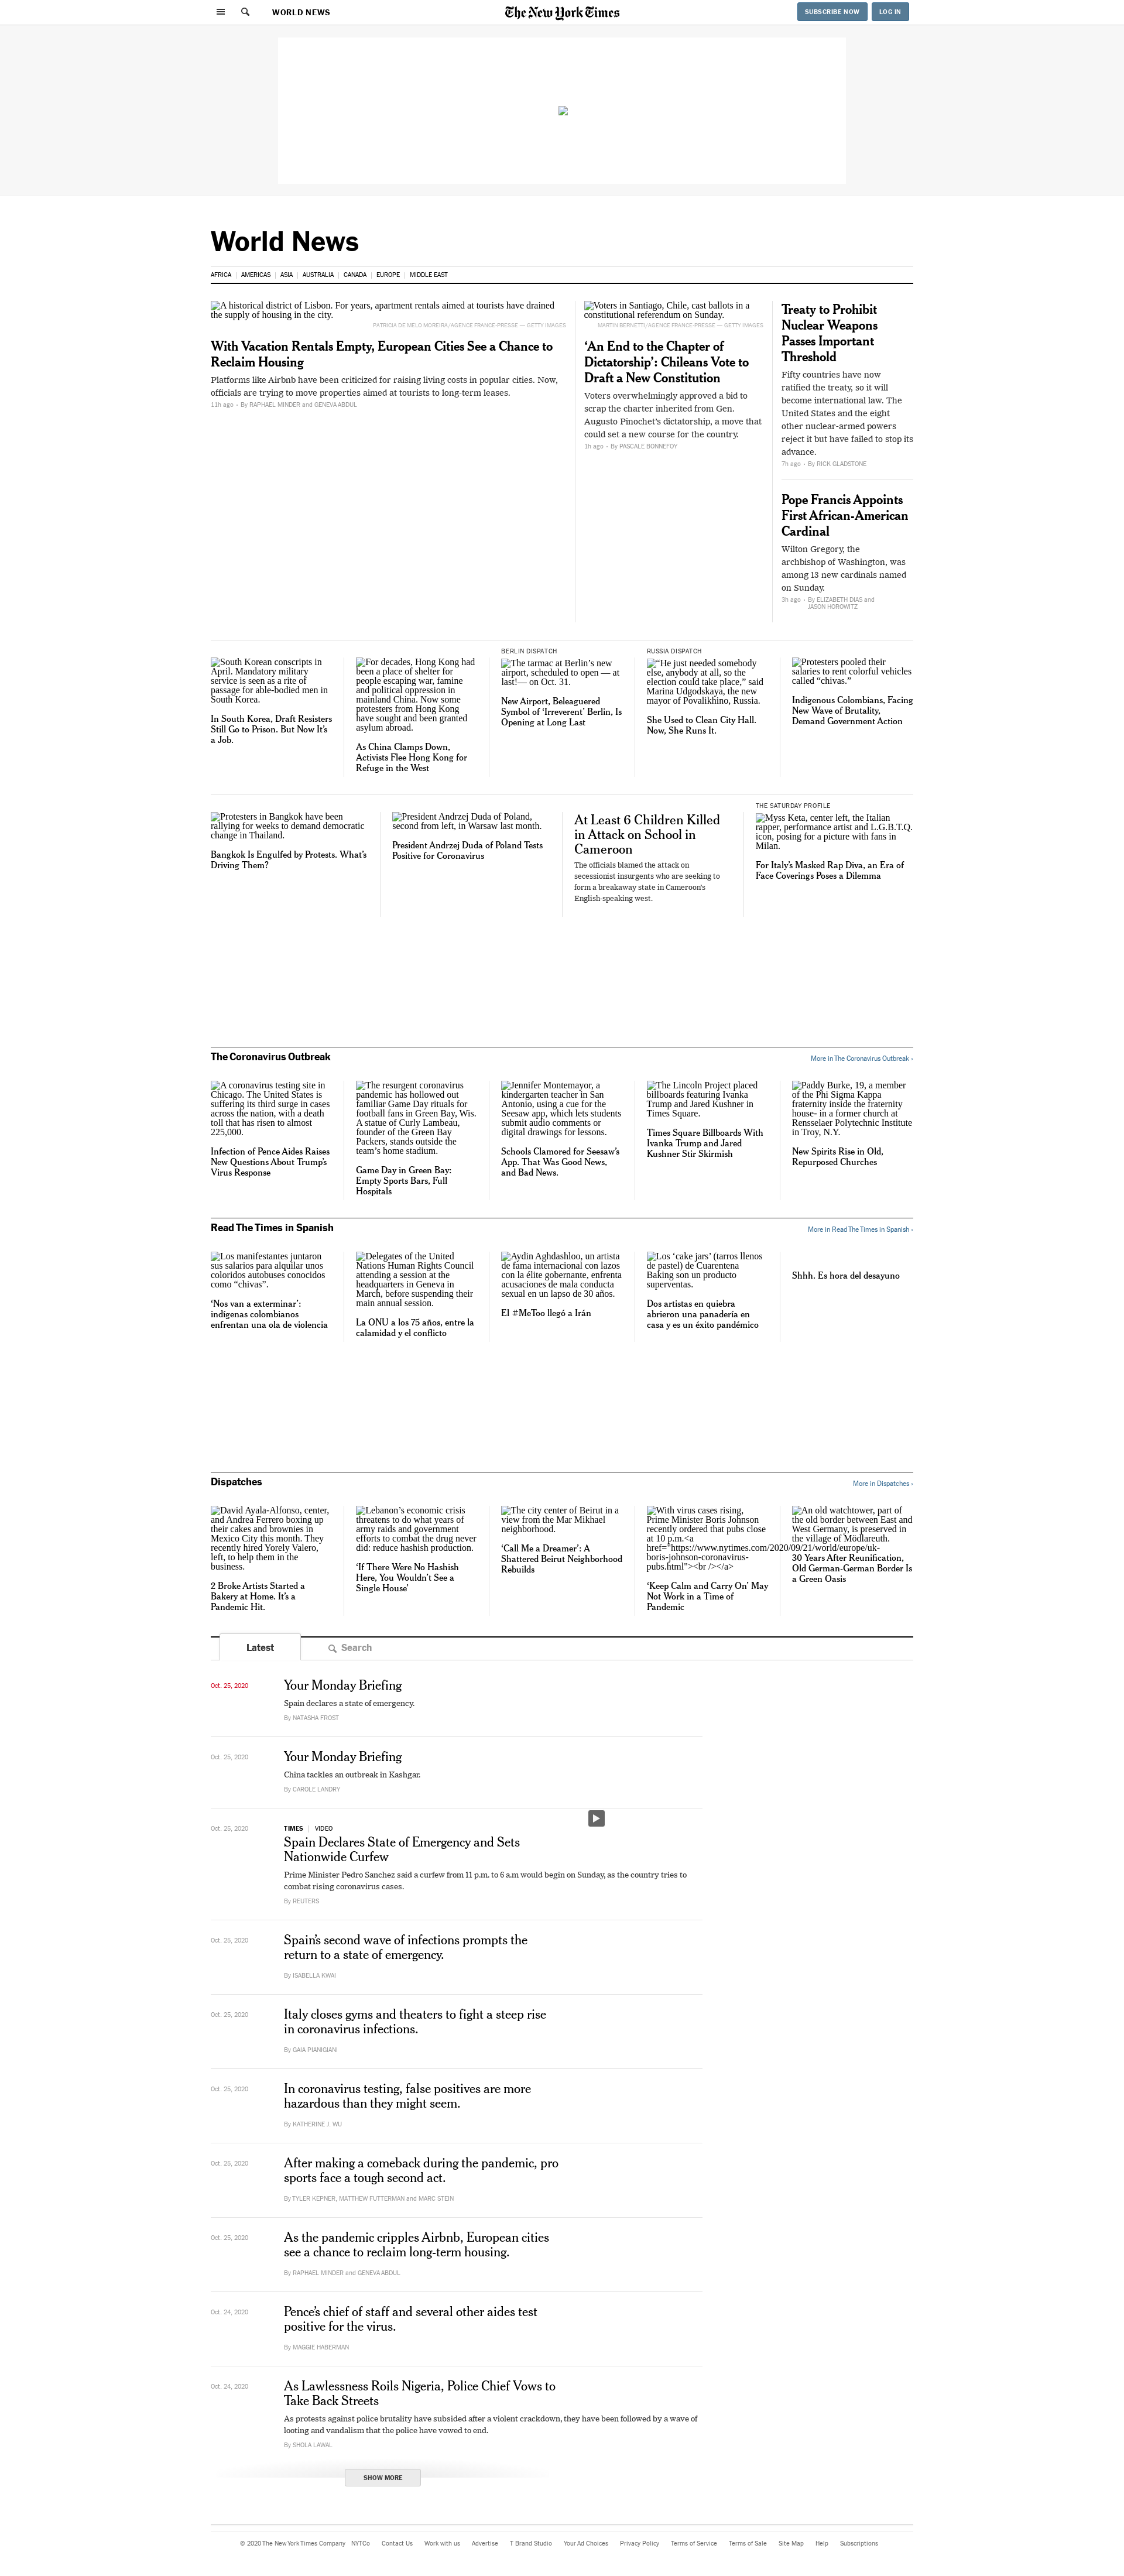 WORLD NEWS
The New York Times
SUBSCRIBE NOW
LOG IN
World News
AFRICA
AMERICAS
ASIA
AUSTRALIA
CANADA
EUROPE
MIDDLE EAST
A historical district of Lisbon. For years, apartment rentals aimed at tourists have drained
the supply of housing in the city.
PATRICIA DE MELO MOREIRA/AGENCE FRANCE-PRESSE — GETTY IMAGES
With Vacation Rentals Empty, European Cities See a Chance to
Reclaim Housing
Platforms like Airbnb have been criticized for raising living costs in popular cities. Now,
officials are trying to move properties aimed at tourists to long-term leases.
11h ago - By RAPHAEL MINDER and GENEVA ABDUL
Voters in Santiago, Chile, cast ballots in a
constitutional referendum on Sunday.
MARTIN BERNETTI/AGENCE FRANCE-PRESSE — GETTY IMAGES
‘An End to the Chapter of
Dictatorship’: Chileans Vote to
Draft a New Constitution
Voters overwhelmingly approved a bid to
scrap the charter inherited from Gen.
Augusto Pinochet’s dictatorship, a move that
could set a new course for the country.
1h ago - By PASCALE BONNEFOY
Treaty to Prohibit
Nuclear Weapons
Passes Important
Threshold
Fifty countries have now
ratified the treaty, so it will
become international law. The
United States and the eight
other nuclear-armed powers
reject it but have failed to stop its
advance.
7h ago - By RICK GLADSTONE
Pope Francis Appoints
First African-American
Cardinal
Wilton Gregory, the
archbishop of Washington, was
among 13 new cardinals named
on Sunday.
3h ago - By ELIZABETH DIAS and
JASON HOROWITZ
South Korean conscripts in
April. Mandatory military
service is seen as a rite of
passage for able-bodied men in
South Korea.
In South Korea, Draft Resisters
Still Go to Prison. But Now It’s
a Job.
For decades, Hong Kong had
been a place of shelter for
people escaping war, famine
and political oppression in
mainland China. Now some
protesters from Hong Kong
have sought and been granted
asylum abroad.
As China Clamps Down,
Activists Flee Hong Kong for
Refuge in the West
BERLIN DISPATCH
The tarmac at Berlin’s new
airport, scheduled to open — at
last!— on Oct. 31.
New Airport, Beleaguered
Symbol of ‘Irreverent’ Berlin, Is
Opening at Long Last
RUSSIA DISPATCH
“He just needed somebody
else, anybody at all, so the
election could take place,” said
Marina Udgodskaya, the new
mayor of Povalikhino, Russia.
She Used to Clean City Hall.
Now, She Runs It.
Protesters pooled their
salaries to rent colorful vehicles
called “chivas.”
Indigenous Colombians, Facing
New Wave of Brutality,
Demand Government Action
Protesters in Bangkok have been
rallying for weeks to demand democratic
change in Thailand.
Bangkok Is Engulfed by Protests. What’s
Driving Them?
President Andrzej Duda of Poland,
second from left, in Warsaw last month.
President Andrzej Duda of Poland Tests
Positive for Coronavirus
At Least 6 Children Killed
in Attack on School in
Cameroon
The officials blamed the attack on
secessionist insurgents who are seeking to
form a breakaway state in Cameroon’s
English-speaking west.
THE SATURDAY PROFILE
Myss Keta, center left, the Italian
rapper, performance artist and L.G.B.T.Q.
icon, posing for a picture with fans in
Milan.
For Italy’s Masked Rap Diva, an Era of
Face Coverings Poses a Dilemma
The Coronavirus Outbreak
More in The Coronavirus Outbreak ›
A coronavirus testing site in
Chicago. The United States is
suffering its third surge in cases
across the nation, with a death
toll that has risen to almost
225,000.
Infection of Pence Aides Raises
New Questions About Trump’s
Virus Response
The resurgent coronavirus
pandemic has hollowed out
familiar Game Day rituals for
football fans in Green Bay, Wis.
A statue of Curly Lambeau,
founder of the Green Bay
Packers, stands outside the
team’s home stadium.
Game Day in Green Bay:
Empty Sports Bars, Full
Hospitals
Jennifer Montemayor, a
kindergarten teacher in San
Antonio, using a cue for the
Seesaw app, which lets students
submit audio comments or
digital drawings for lessons.
Schools Clamored for Seesaw’s
App. That Was Good News,
and Bad News.
The Lincoln Project placed
billboards featuring Ivanka
Trump and Jared Kushner in
Times Square.
Times Square Billboards With
Ivanka Trump and Jared
Kushner Stir Skirmish
Paddy Burke, 19, a member
of the Phi Sigma Kappa
fraternity inside the fraternity
house- in a former church at
Rensselaer Polytechnic Institute
in Troy, N.Y.
New Spirits Rise in Old,
Repurposed Churches
Read The Times in Spanish
More in Read The Times in Spanish ›
Los manifestantes juntaron
sus salarios para alquilar unos
coloridos autobuses conocidos
como “chivas”.
‘Nos van a exterminar’:
indígenas colombianos
enfrentan una ola de violencia
Delegates of the United
Nations Human Rights Council
attending a session at the
headquarters in Geneva in
March, before suspending their
main annual session.
La ONU a los 75 años, entre la
calamidad y el conflicto
Aydin Aghdashloo, un artista
de fama internacional con lazos
con la élite gobernante, enfrenta
acusaciones de mala conducta
sexual en un lapso de 30 años.
El #MeToo llegó a Irán
Los ‘cake jars’ (tarros llenos
de pastel) de Cuarentena
Baking son un producto
superventas.
Dos artistas en quiebra
abrieron una panadería en
casa y es un éxito pandémico
Shhh. Es hora del desayuno
Dispatches
More in Dispatches ›
David Ayala-Alfonso, center,
and Andrea Ferrero boxing up
their cakes and brownies in
Mexico City this month. They
recently hired Yorely Valero,
left, to help them in the
business.
2 Broke Artists Started a
Bakery at Home. It’s a
Pandemic Hit.
Lebanon’s economic crisis
threatens to do what years of
army raids and government
efforts to combat the drug never
did: reduce hashish production.
‘If There Were No Hashish
Here, You Wouldn’t See a
Single House’
The city center of Beirut in a
view from the Mar Mikhael
neighborhood.
‘Call Me a Dreamer’: A
Shattered Beirut Neighborhood
Rebuilds
With virus cases rising,
Prime Minister Boris Johnson
recently ordered that pubs close
at 10 p.m.<a
href="https://www.nytimes.com/2020/09/21/world/europe/uk-
boris-johnson-coronavirus-
pubs.html"><br /></a>
‘Keep Calm and Carry On’ May
Not Work in a Time of
Pandemic
An old watchtower, part of
the old border between East and
West Germany, is preserved in
the village of Mödlareuth.
30 Years After Reunification,
Old German-German Border Is
a Green Oasis
Latest
Search
Oct. 25, 2020
Your Monday Briefing
Spain declares a state of emergency.
By NATASHA FROST
Oct. 25, 2020
Your Monday Briefing
China tackles an outbreak in Kashgar.
By CAROLE LANDRY
Oct. 25, 2020
TIMES | VIDEO
Spain Declares State of Emergency and Sets
Nationwide Curfew
Prime Minister Pedro Sanchez said a curfew from 11 p.m. to 6 a.m would begin on Sunday, as the country tries to
combat rising coronavirus cases.
By REUTERS
Oct. 25, 2020
Spain’s second wave of infections prompts the
return to a state of emergency.
By ISABELLA KWAI
Oct. 25, 2020
Italy closes gyms and theaters to fight a steep rise
in coronavirus infections.
By GAIA PIANIGIANI
Oct. 25, 2020
In coronavirus testing, false positives are more
hazardous than they might seem.
By KATHERINE J. WU
Oct. 25, 2020
After making a comeback during the pandemic, pro
sports face a tough second act.
By TYLER KEPNER, MATTHEW FUTTERMAN and MARC STEIN
Oct. 25, 2020
As the pandemic cripples Airbnb, European cities
see a chance to reclaim long-term housing.
By RAPHAEL MINDER and GENEVA ABDUL
Oct. 24, 2020
Pence’s chief of staff and several other aides test
positive for the virus.
By MAGGIE HABERMAN
Oct. 24, 2020
As Lawlessness Roils Nigeria, Police Chief Vows to
Take Back Streets
As protests against police brutality have subsided after a violent crackdown, they have been followed by a wave of
looting and vandalism that the police have vowed to end.
By SHOLA LAWAL
SHOW MORE
© 2020 The New York Times Company NYTCo Contact Us Work with us Advertise T Brand Studio Your Ad Choices Privacy Policy Terms of Service Terms of Sale Site Map Help Subscriptions